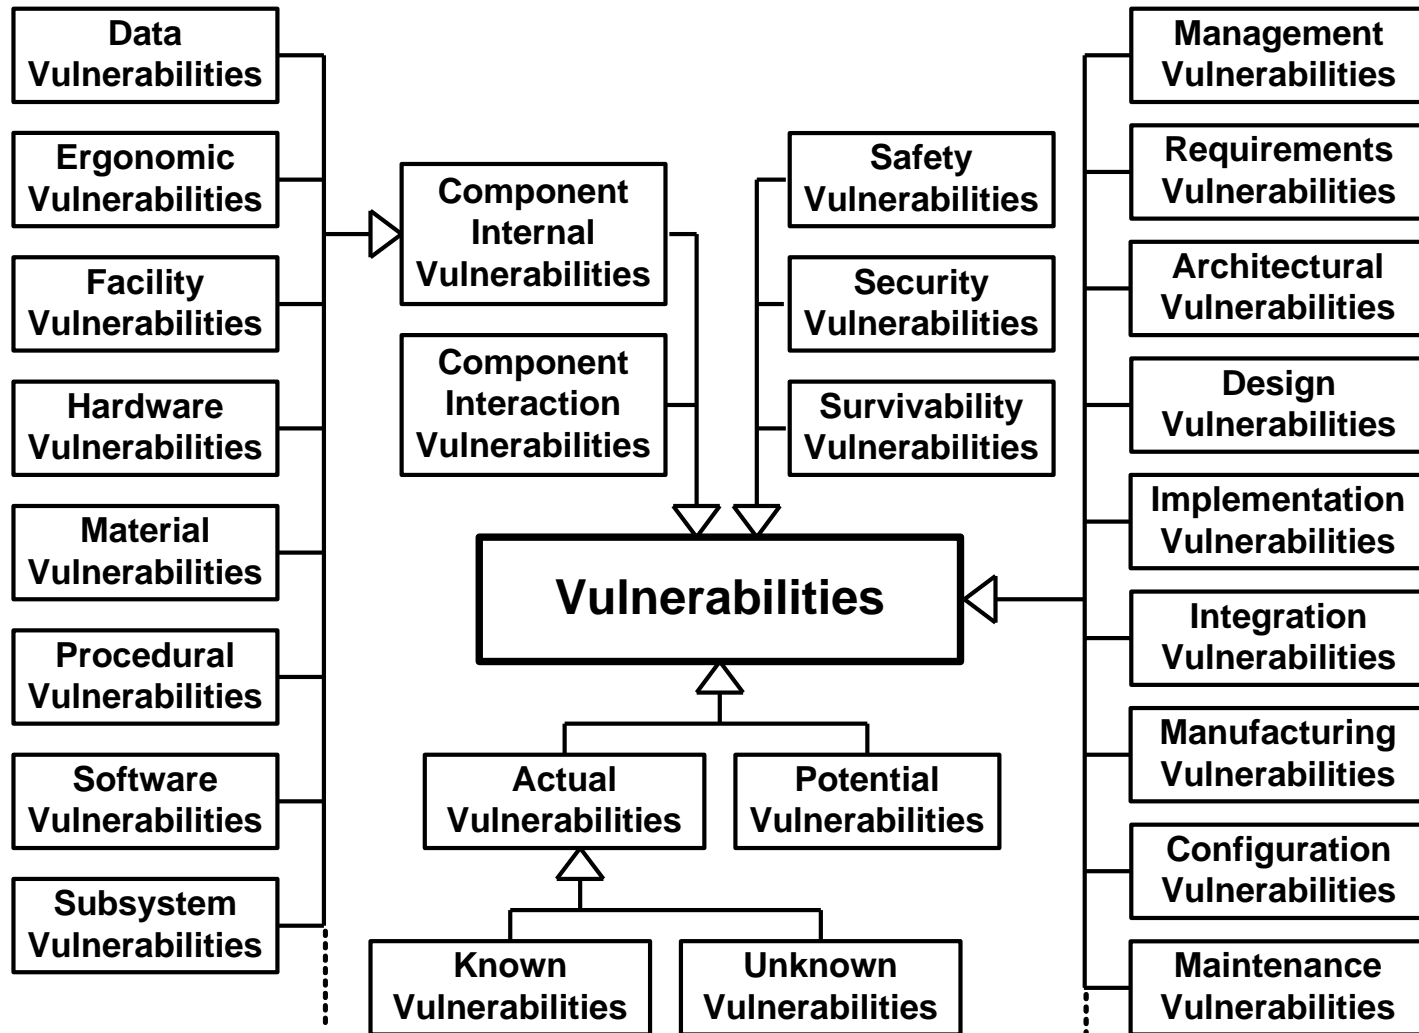 Data
Vulnerabilities
Ergonomic
Vulnerabilities
Facility
Vulnerabilities
Hardware
Vulnerabilities
Material
Vulnerabilities
Procedural
Vulnerabilities
Software
Vulnerabilities
Subsystem
Vulnerabilities
Component
Internal
Vulnerabilities
Component
Interaction
Vulnerabilities
Safety
Vulnerabilities
Security
Vulnerabilities
Survivability
Vulnerabilities
Vulnerabilities
Actual
Vulnerabilities
Potential
Vulnerabilities
Known
Vulnerabilities
Unknown
Vulnerabilities
Management
Vulnerabilities
Requirements
Vulnerabilities
Architectural
Vulnerabilities
Design
Vulnerabilities
Implementation
Vulnerabilities
Integration
Vulnerabilities
Manufacturing
Vulnerabilities
Configuration
Vulnerabilities
Maintenance
Vulnerabilities